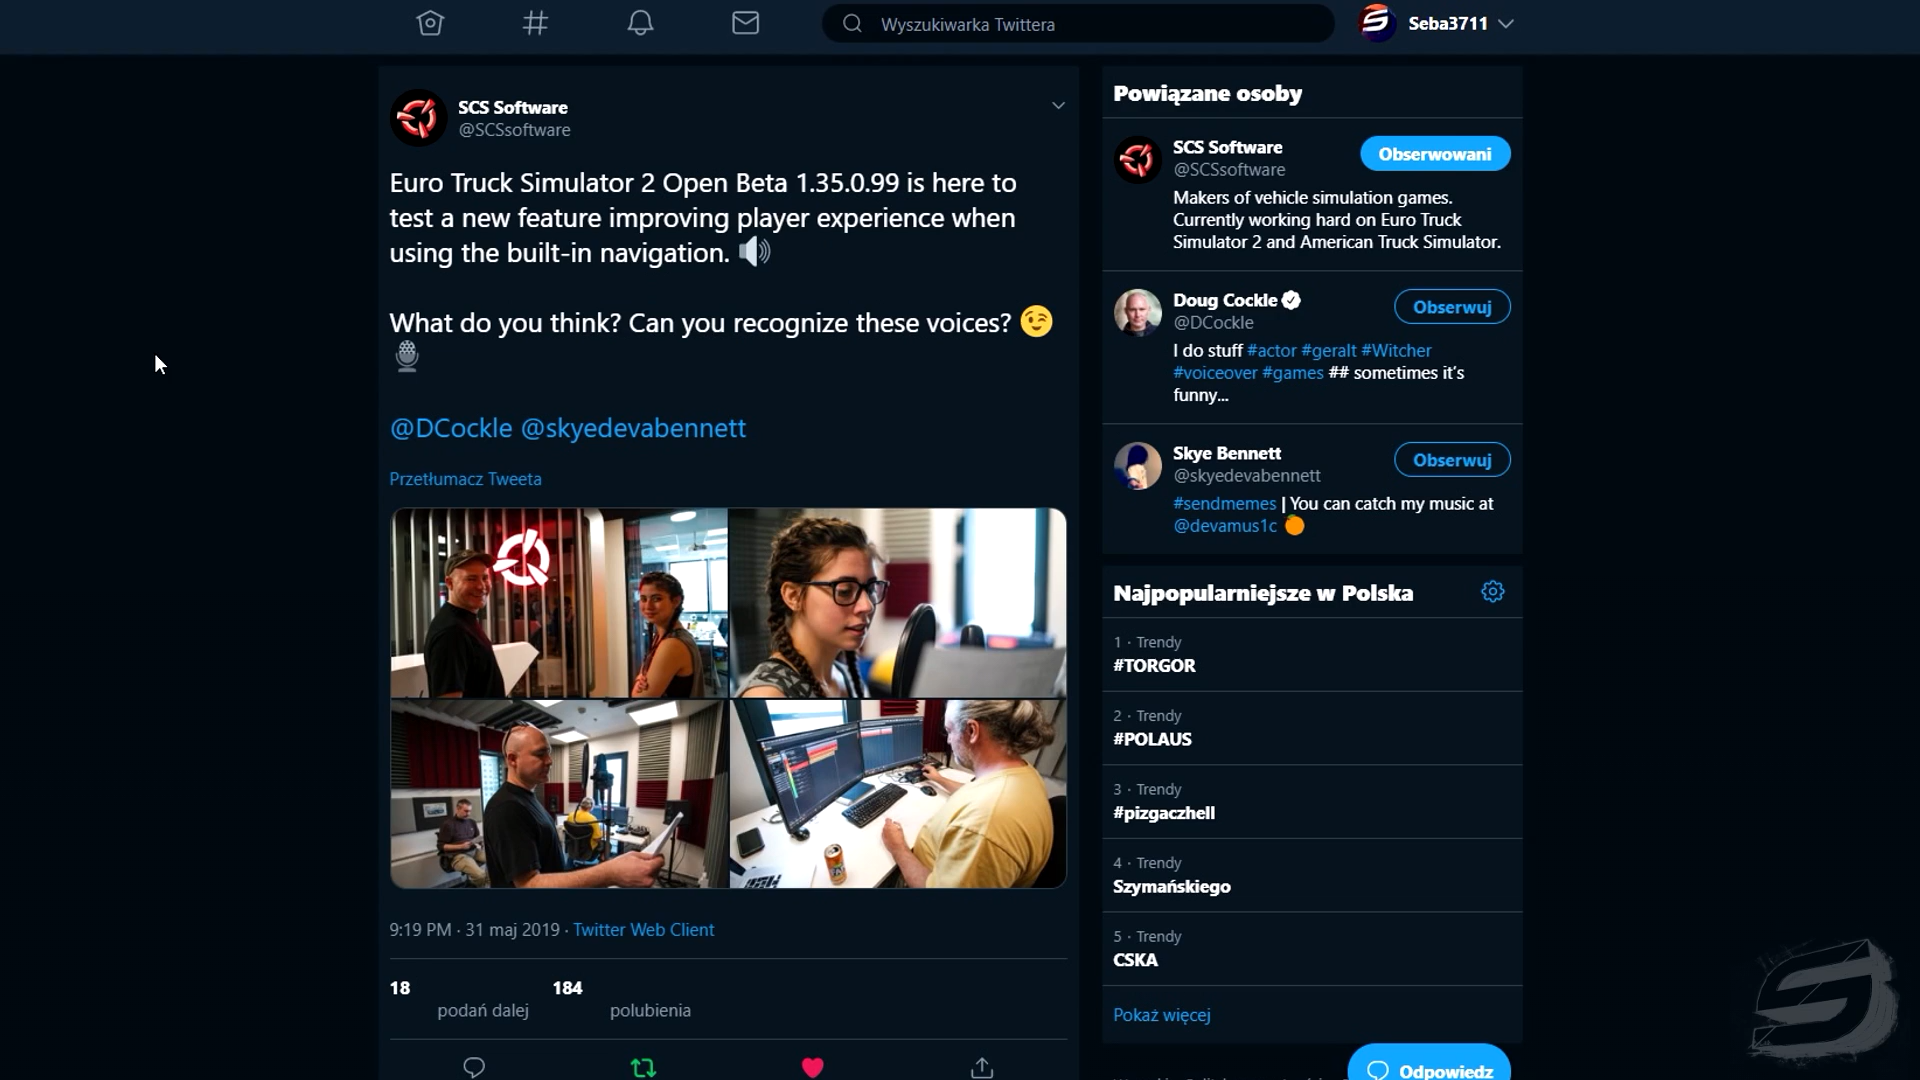 Wyszukiwarka Twittera
Seba3711
SCS Software
@SCSsoftware
Euro Truck Simulator 2 Open Beta 1.35.0.99 is here to
test a new feature improving player experience when
using the built-in navigation. 🔊
What do you think? Can you recognize these voices? 😉
🎙
@DCockle @skyedevabennett
Przetłumacz Tweeta
9:19 PM · 31 maj 2019 · Twitter Web Client
18 podań dalej 184 polubienia
Powiązane osoby
SCS Software
@SCSsoftware
Obserwowani
Makers of vehicle simulation games.
Currently working hard on Euro Truck
Simulator 2 and American Truck Simulator.
Doug Cockle
@DCockle
Obserwuj
I do stuff #actor #geralt #Witcher
#voiceover #games ## sometimes it's
funny...
Skye Bennett
@skyedevabennett
Obserwuj
#sendmemes | You can catch my music at
@devamus1c 🍊
Najpopularniejsze w Polska
1 · Trendy
#TORGOR
2 · Trendy
#POLAUS
3 · Trendy
#pizgaczhell
4 · Trendy
Szymańskiego
5 · Trendy
CSKA
Pokaż więcej
Odpowiedz